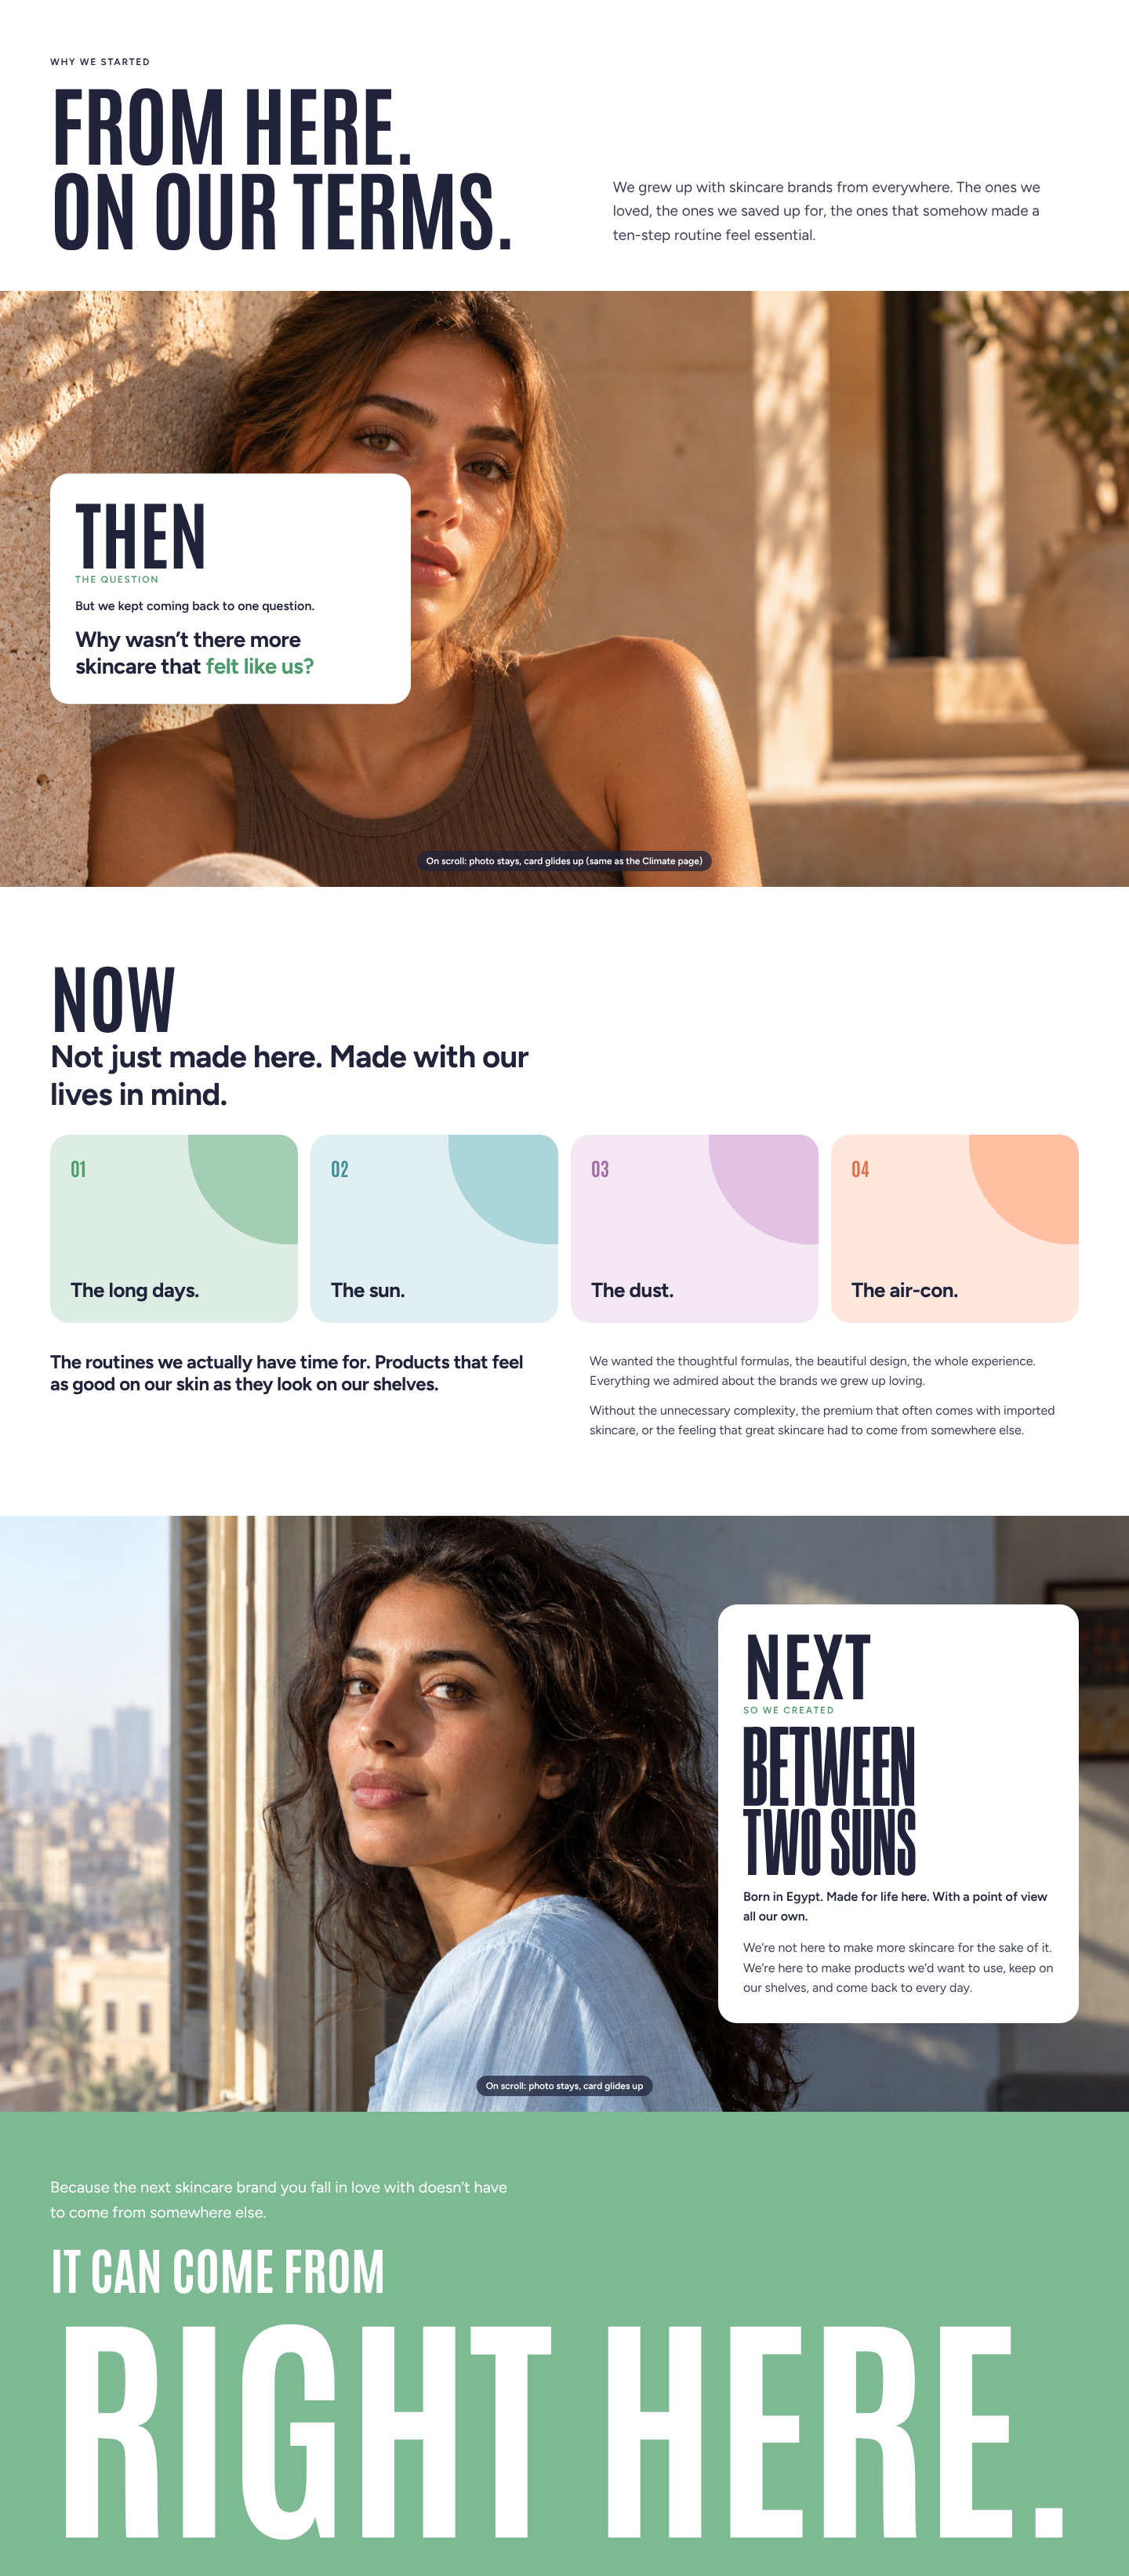 WHY WE STARTED
FROM HERE.
ON OUR TERMS.
We grew up with skincare brands from everywhere. The ones we
loved, the ones we saved up for, the ones that somehow made a
ten-step routine feel essential.
THEN
THE QUESTION
But we kept coming back to one question.
Why wasn’t there more
skincare that felt like us?
On scroll: photo stays, card glides up (same as the Climate page)
NOW
Not just made here. Made with our
lives in mind.
01
The long days.
02
The sun.
03
The dust.
04
The air-con.
The routines we actually have time for. Products that feel
as good on our skin as they look on our shelves.
We wanted the thoughtful formulas, the beautiful design, the whole experience.
Everything we admired about the brands we grew up loving.
Without the unnecessary complexity, the premium that often comes with imported
skincare, or the feeling that great skincare had to come from somewhere else.
NEXT
SO WE CREATED
BETWEEN
TWO SUNS
Born in Egypt. Made for life here. With a point of view
all our own.
We’re not here to make more skincare for the sake of it.
We’re here to make products we’d want to use, keep on
our shelves, and come back to every day.
On scroll: photo stays, card glides up
Because the next skincare brand you fall in love with doesn’t have
to come from somewhere else.
IT CAN COME FROM
RIGHT HERE.